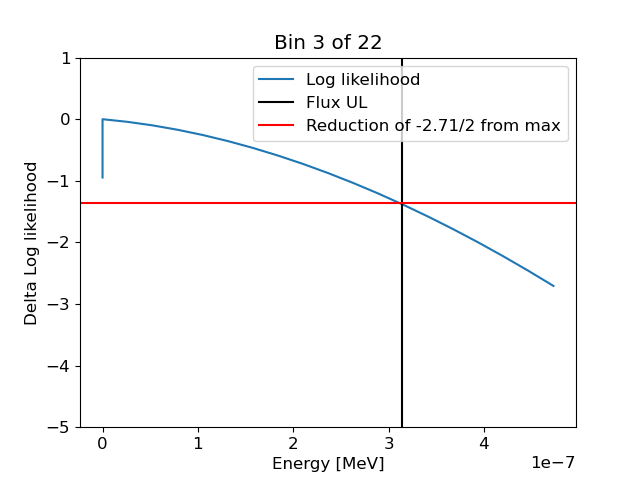 Bin 3 of 22
Log likelihood
Flux UL
Reduction of -2.71/2 from max
Delta Log likelihood
1
0
−1
−2
−3
−4
−5
0 1 2 3 4
1e−7
Energy [MeV]